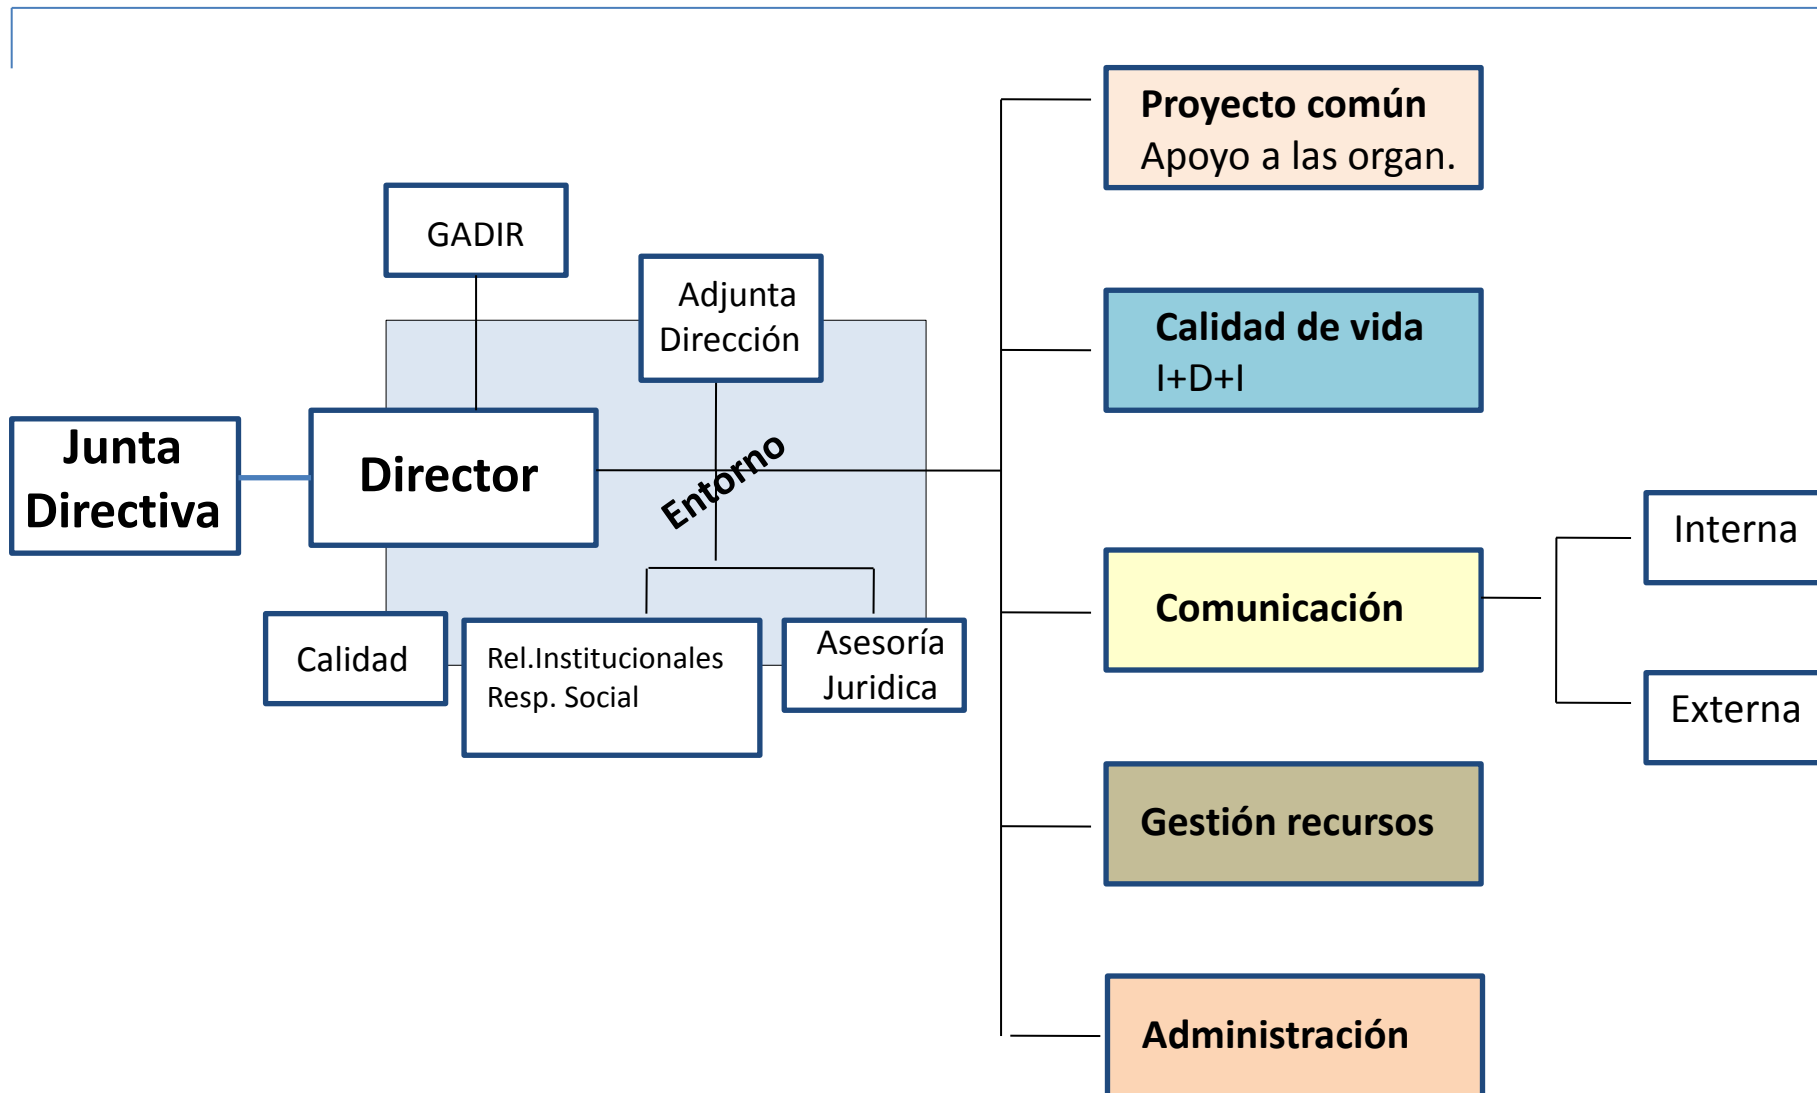 Proyecto común
Apoyo a las organ.
GADIR
Adjunta
Dirección
Calidad de vida
I+D+I
Junta
Directiva
Director
Entorno
Interna
Comunicación
Externa
Calidad
Rel.Institucionales
Resp. Social
Asesoría
Juridica
Gestión recursos
Administración